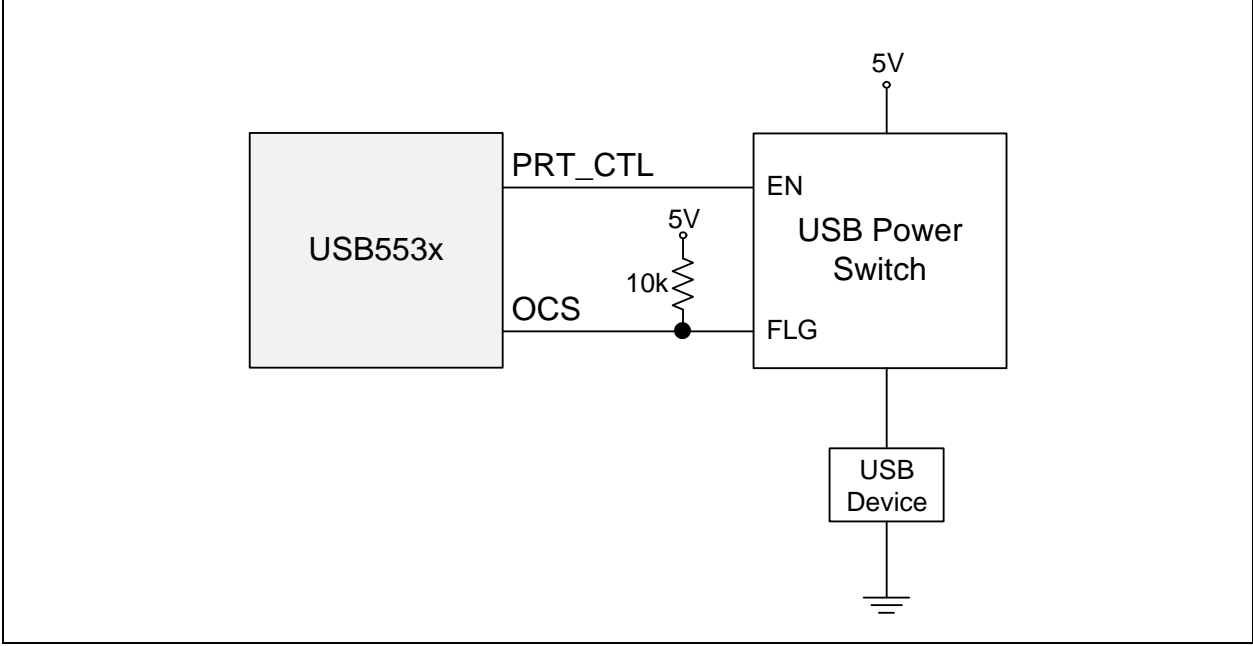 5V
PRT_CTL
EN
USB553x
5V
USB Power
Switch
10k
OCS
FLG
USB
Device